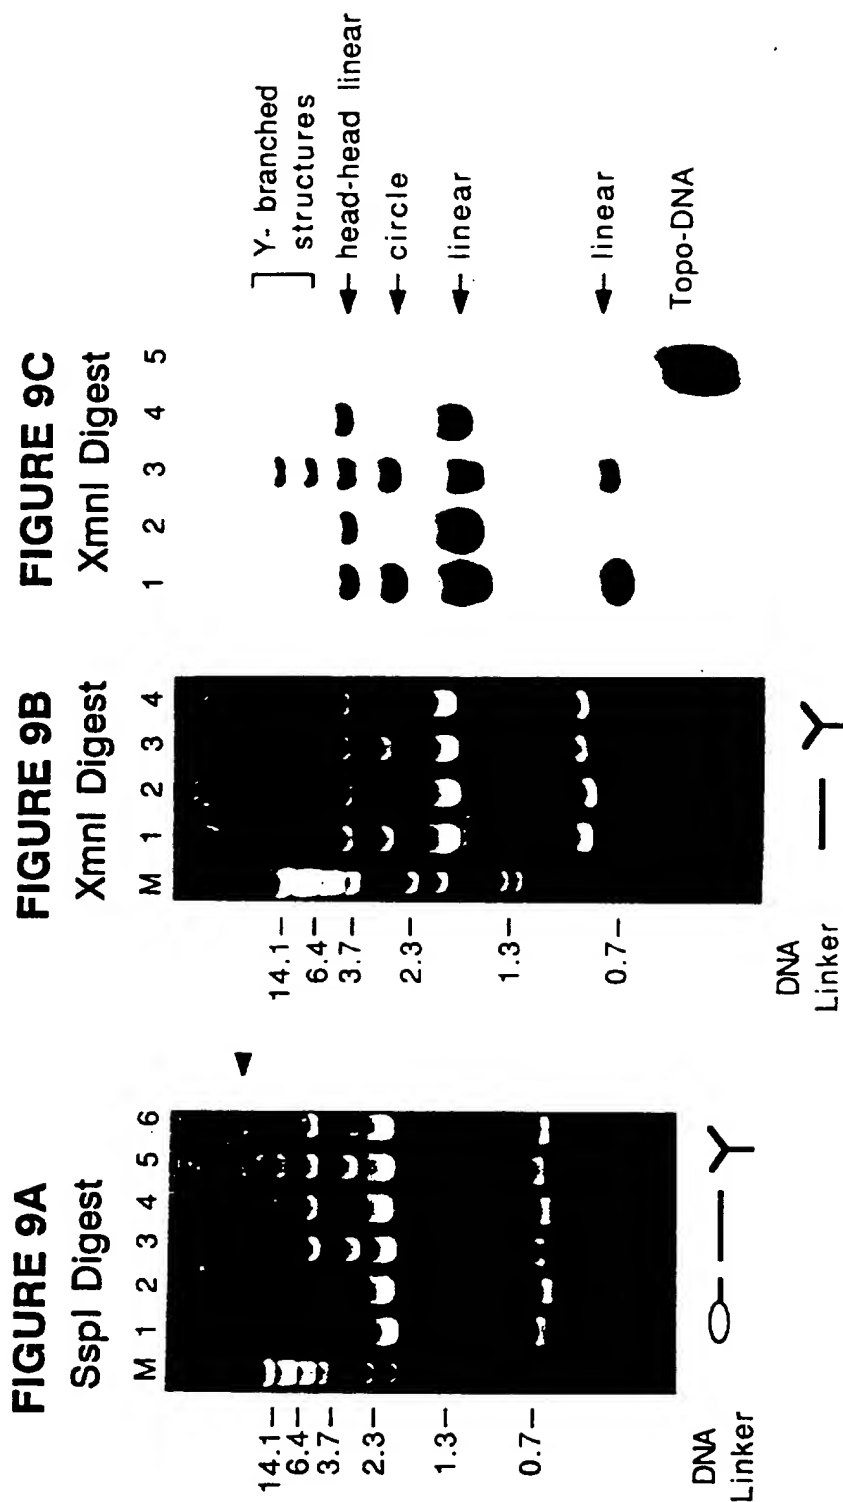 FIGURE 9A
SspI Digest
M 1 2 3 4 5 6
14.1
6.4
3.7
2.3
1.3
0.7
DNA
Linker
FIGURE 9B
XmnI Digest
M 1 2 3 4
14.1
6.4
3.7
2.3
1.3
0.7
DNA
Linker
FIGURE 9C
XmnI Digest
1 2 3 4 5
Y- branched
structures
head-head linear
circle
linear
linear
Topo-DNA